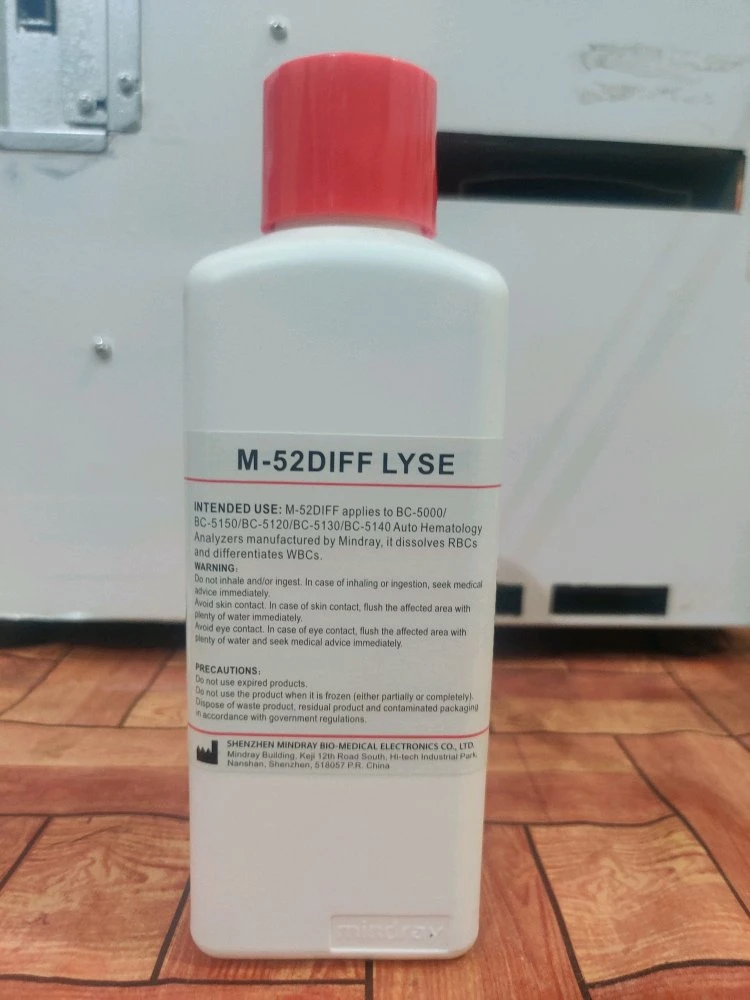 M-52DIFF LYSE
INTENDED USE: M-52DIFF applies to BC-5000/
BC-5150/BC-5120/BC-5130/BC-5140 Auto Hematology
Analyzers manufactured by Mindray, it dissolves RBCs
and differentiates WBCs.
WARNING:
Do not inhale and/or ingest. In case of inhaling or ingestion, seek medical
advice immediately.
Avoid skin contact. In case of skin contact, flush the affected area with
plenty of water immediately.
Avoid eye contact. In case of eye contact, flush the affected area with
plenty of water and seek medical advice immediately.
PRECAUTIONS:
Do not use expired products.
Do not use the product when it is frozen (either partially or completely).
Dispose of waste product, residual product and contaminated packaging
in accordance with government regulations.
SHENZHEN MINDRAY BIO-MEDICAL ELECTRONICS CO., LTD.
Mindray Building, Keji 12th Road South, Hi-tech Industrial Park,
Nanshan, Shenzhen, 518057 P.R. China
mindray